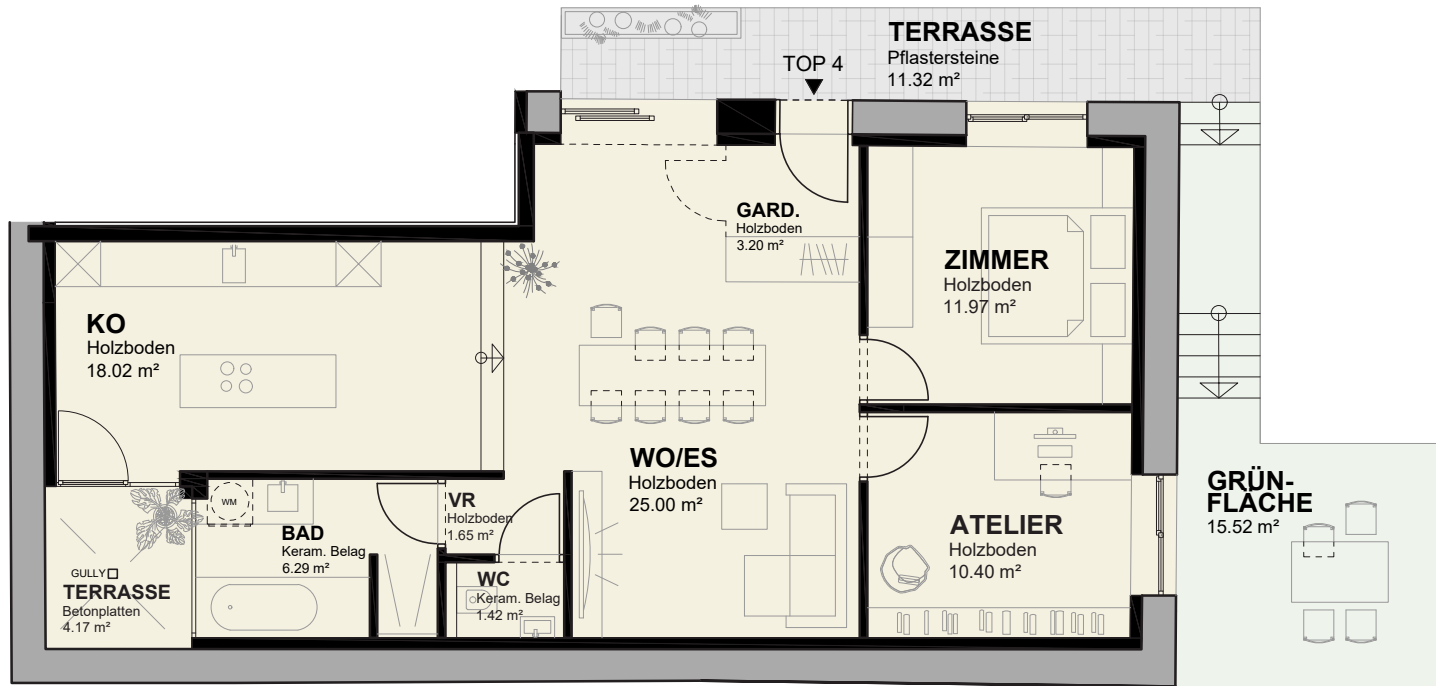 TERRASSE
Pflastersteine
11.32 m²
TOP 4
GARD.
Holzboden
3.20 m²
ZIMMER
Holzboden
11.97 m²
KO
Holzboden
18.02 m²
WO/ES
Holzboden
25.00 m²
GRÜN-
FLÄCHE
15.52 m²
ATELIER
Holzboden
10.40 m²
VR
Holzboden
1.65 m²
WM
BAD
Keram. Belag
6.29 m²
WC
Keram. Belag
1.42 m²
GULLY
TERRASSE
Betonplatten
4.17 m²